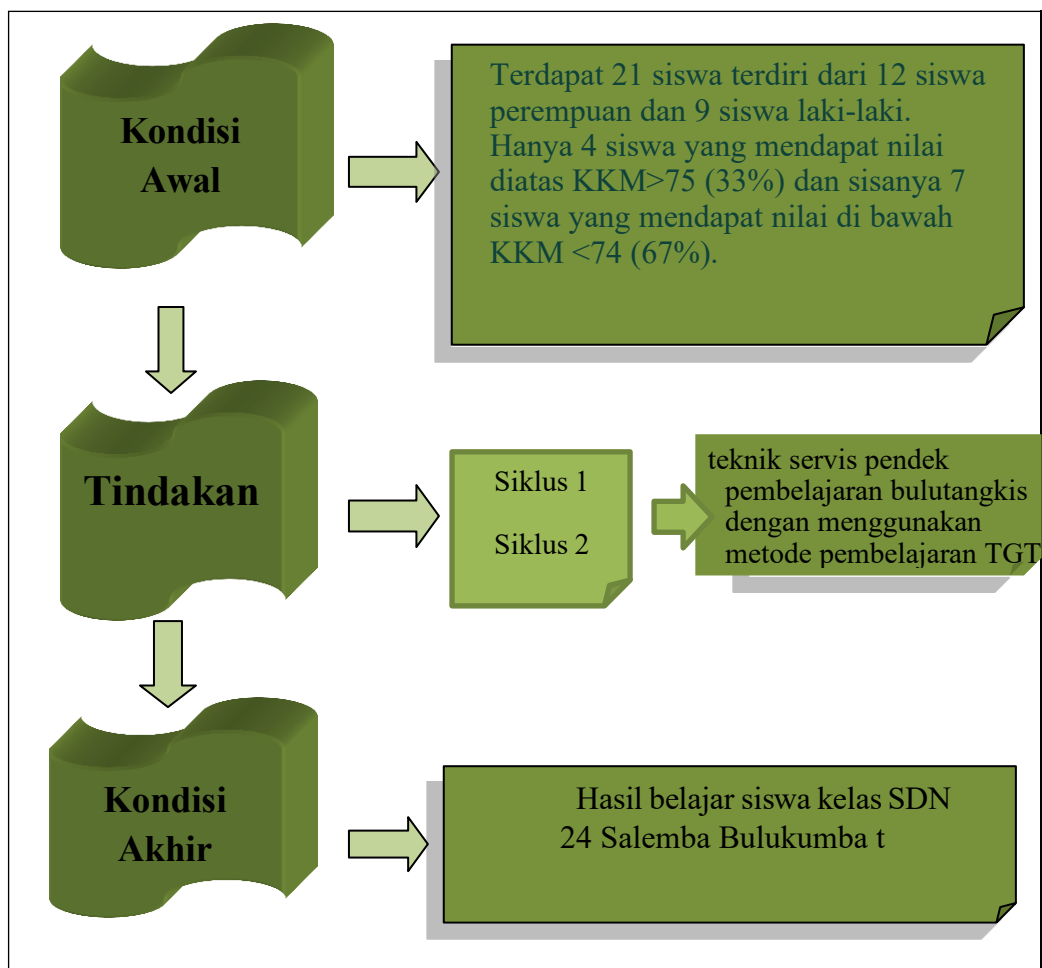 Kondisi
Awal
Terdapat 21 siswa terdiri dari 12 siswa
perempuan dan 9 siswa laki-laki.
Hanya 4 siswa yang mendapat nilai
diatas KKM>75 (33%) dan sisanya 7
siswa yang mendapat nilai di bawah
KKM <74 (67%).
Tindakan
Siklus 1
Siklus 2
teknik servis pendek
pembelajaran bulutangkis
dengan menggunakan
metode pembelajaran TGT
Kondisi
Akhir
Hasil belajar siswa kelas SDN
24 Salemba Bulukumba t